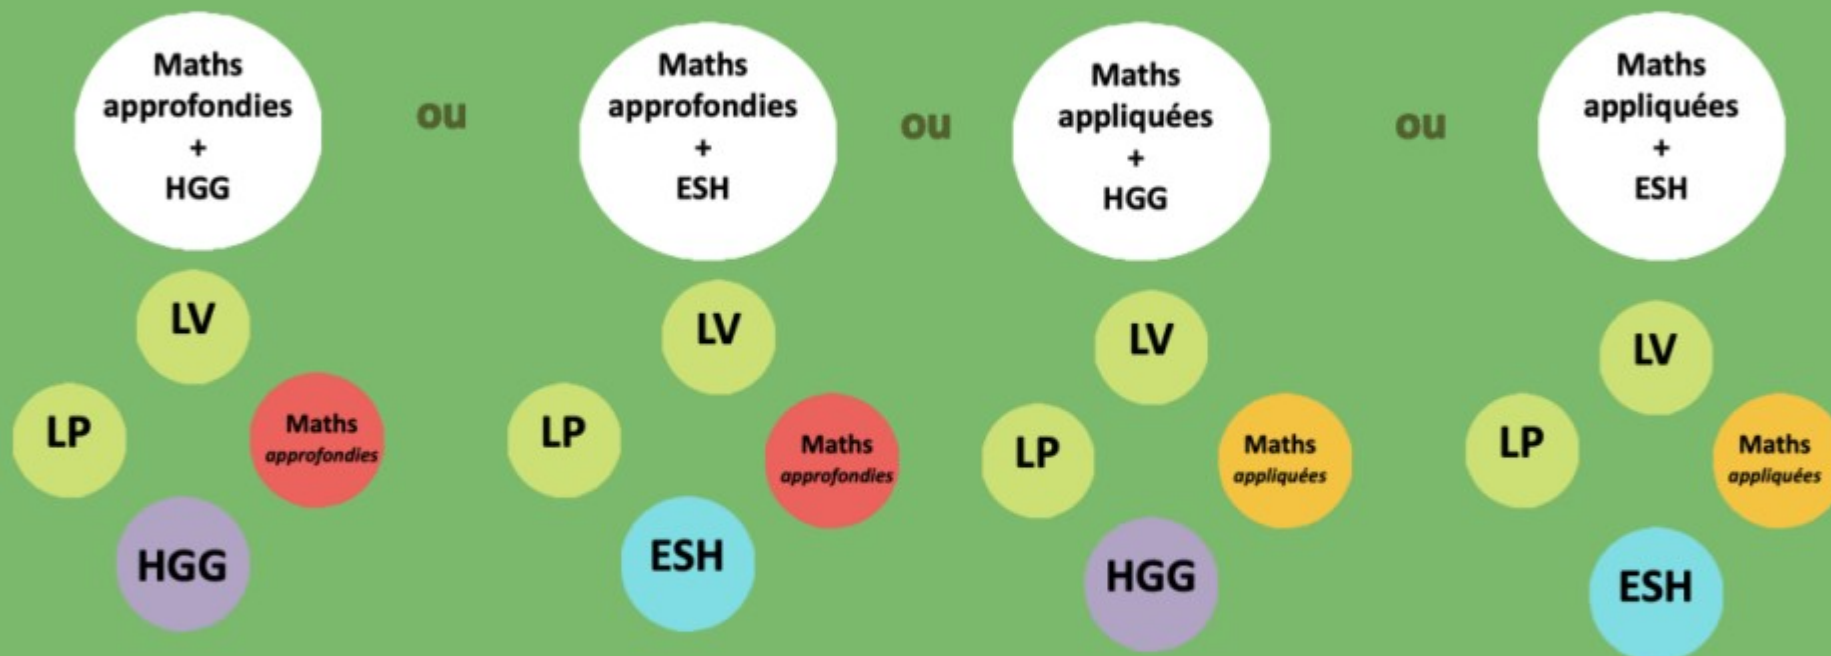 Maths
approfondies
+
HGG
ou
Maths
approfondies
+
ESH
ou
Maths
appliquées
+
HGG
ou
Maths
appliquées
+
ESH
LV
LP
Maths
approfondies
HGG
LV
LP
Maths
approfondies
ESH
LV
LP
Maths
appliquées
HGG
LV
LP
Maths
appliquées
ESH